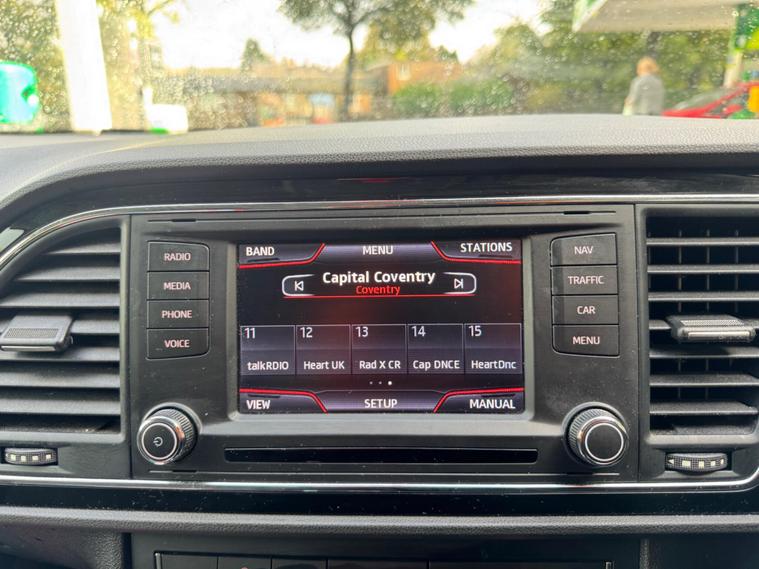 RADIO
MEDIA
PHONE
VOICE
BAND MENU STATIONS
Capital Coventry
Coventry
11 12 13 14 15
talkRDIO Heart UK Rad X CR Cap DNCE HeartDnc
VIEW SETUP MANUAL
NAV
TRAFFIC
CAR
MENU